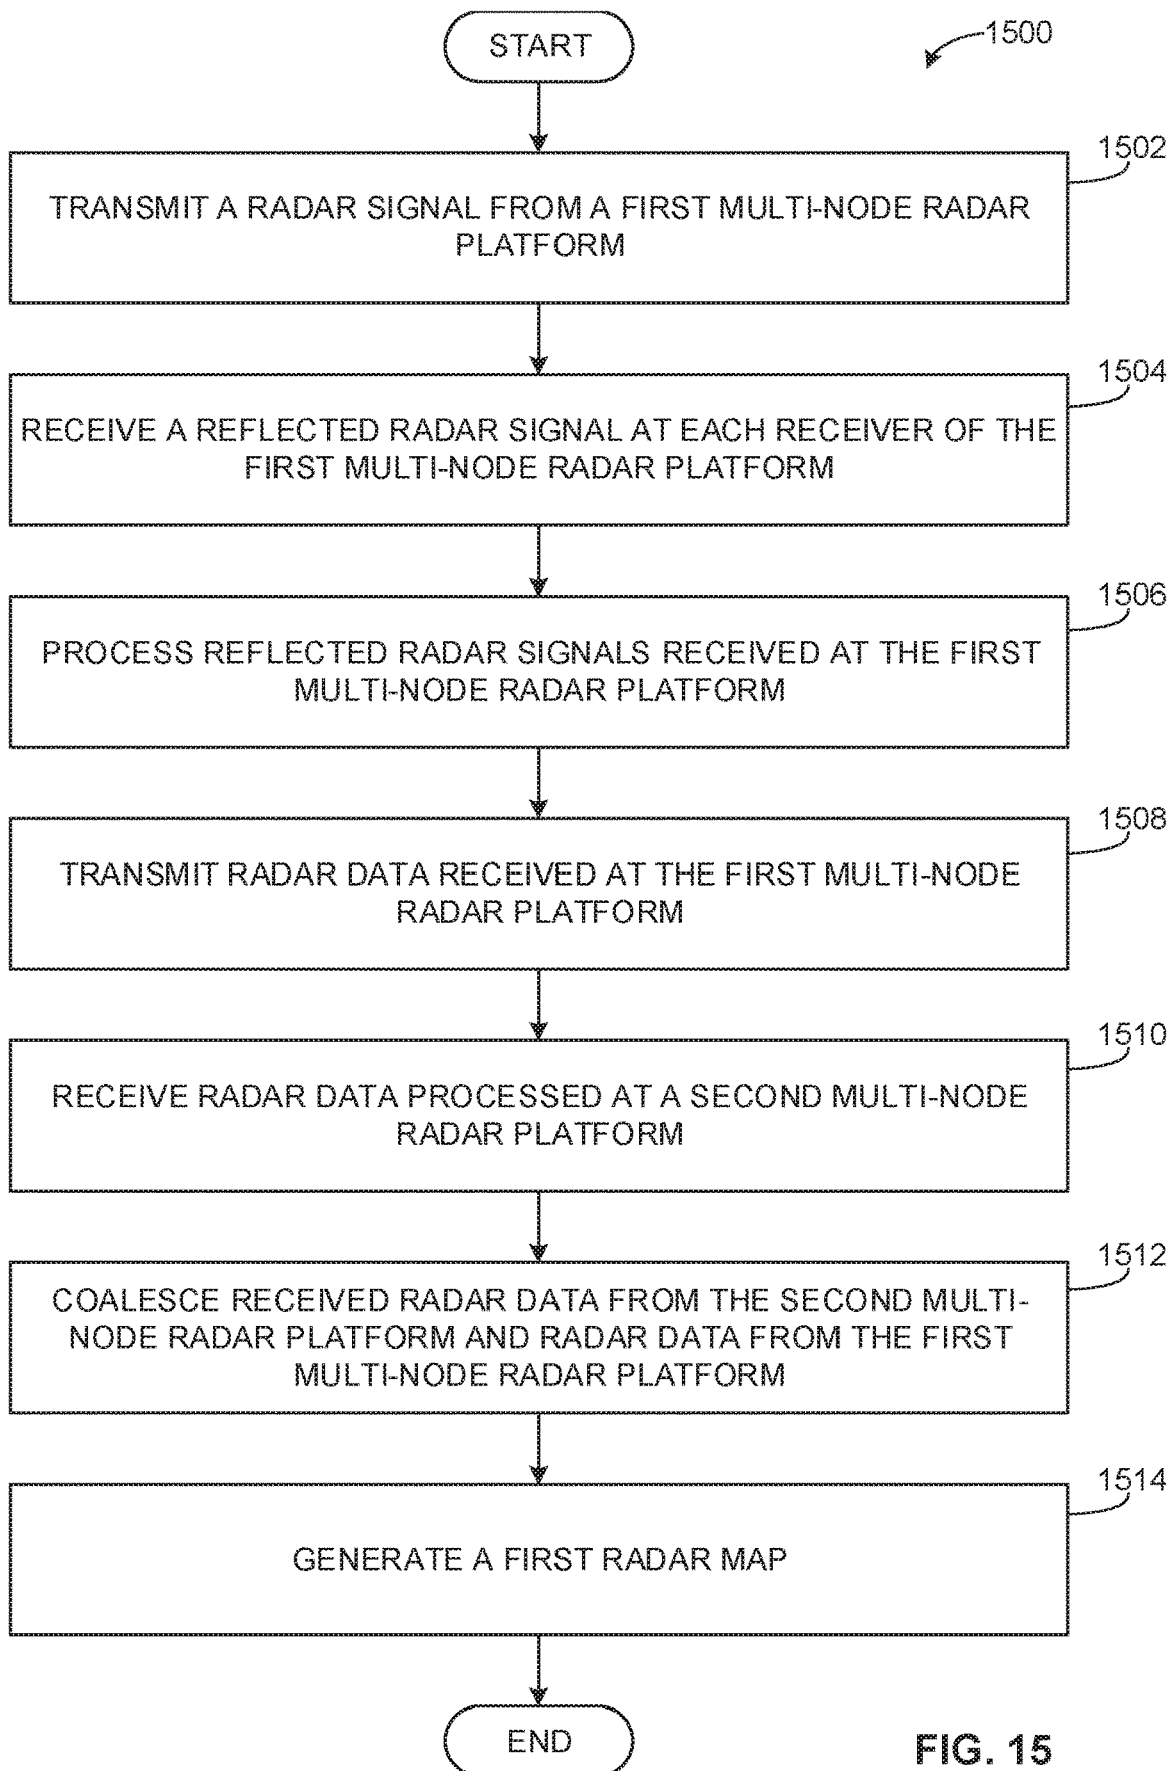 START
1500
1502
TRANSMIT A RADAR SIGNAL FROM A FIRST MULTI-NODE RADAR
PLATFORM
1504
RECEIVE A REFLECTED RADAR SIGNAL AT EACH RECEIVER OF THE
FIRST MULTI-NODE RADAR PLATFORM
1506
PROCESS REFLECTED RADAR SIGNALS RECEIVED AT THE FIRST
MULTI-NODE RADAR PLATFORM
1508
TRANSMIT RADAR DATA RECEIVED AT THE FIRST MULTI-NODE
RADAR PLATFORM
1510
RECEIVE RADAR DATA PROCESSED AT A SECOND MULTI-NODE
RADAR PLATFORM
1512
COALESCE RECEIVED RADAR DATA FROM THE SECOND MULTI-
NODE RADAR PLATFORM AND RADAR DATA FROM THE FIRST
MULTI-NODE RADAR PLATFORM
1514
GENERATE A FIRST RADAR MAP
END
FIG. 15